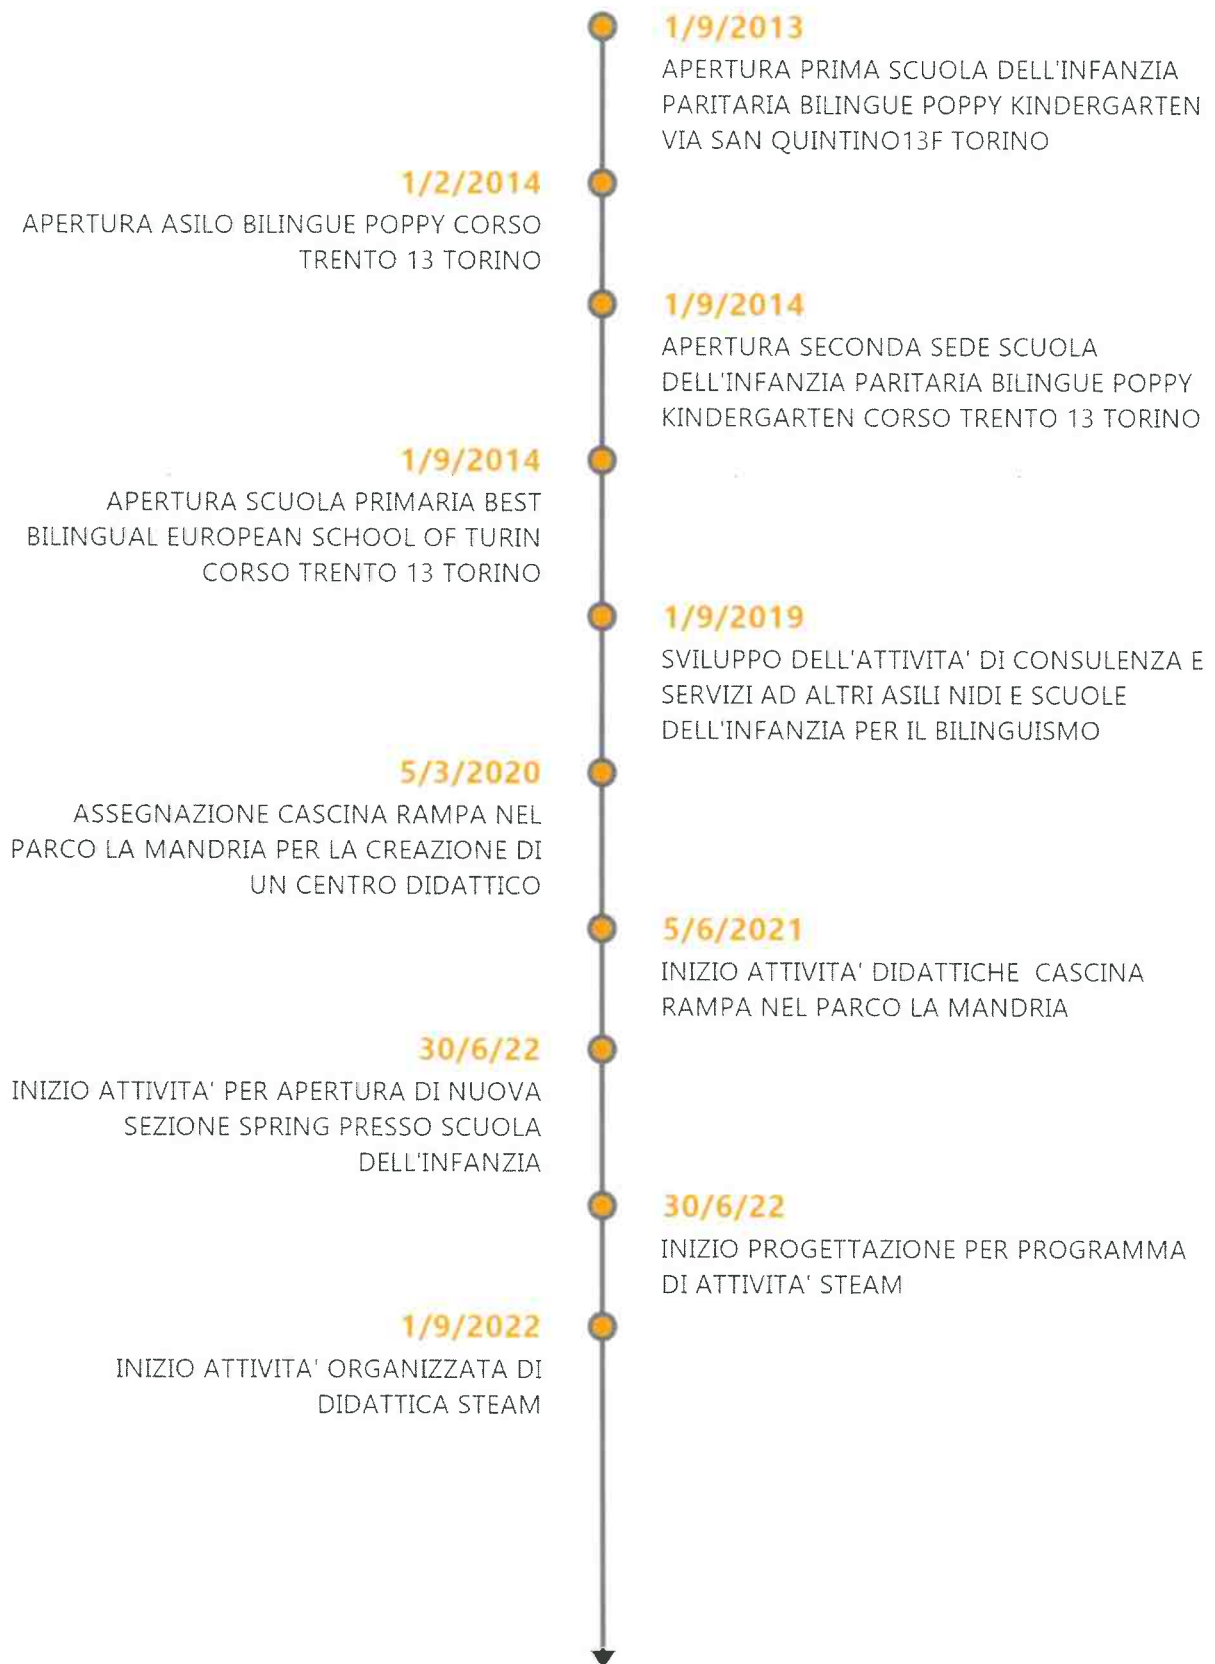 1/9/2013
APERTURA PRIMA SCUOLA DELL'INFANZIA
PARITARIA BILINGUE POPPY KINDERGARTEN
VIA SAN QUINTINO13F TORINO
1/2/2014
APERTURA ASILO BILINGUE POPPY CORSO
TRENTO 13 TORINO
1/9/2014
APERTURA SECONDA SEDE SCUOLA
DELL'INFANZIA PARITARIA BILINGUE POPPY
KINDERGARTEN CORSO TRENTO 13 TORINO
1/9/2014
APERTURA SCUOLA PRIMARIA BEST
BILINGUAL EUROPEAN SCHOOL OF TURIN
CORSO TRENTO 13 TORINO
1/9/2019
SVILUPPO DELL'ATTIVITA' DI CONSULENZA E
SERVIZI AD ALTRI ASILI NIDI E SCUOLE
DELL'INFANZIA PER IL BILINGUISMO
5/3/2020
ASSEGNAZIONE CASCINA RAMPA NEL
PARCO LA MANDRIA PER LA CREAZIONE DI
UN CENTRO DIDATTICO
5/6/2021
INIZIO ATTIVITA' DIDATTICHE  CASCINA
RAMPA NEL PARCO LA MANDRIA
30/6/22
INIZIO ATTIVITA' PER APERTURA DI NUOVA
SEZIONE SPRING PRESSO SCUOLA
DELL'INFANZIA
30/6/22
INIZIO PROGETTAZIONE PER PROGRAMMA
DI ATTIVITA' STEAM
1/9/2022
INIZIO ATTIVITA' ORGANIZZATA DI
DIDATTICA STEAM